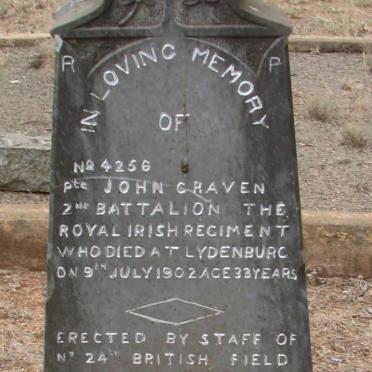 R P
IN LOVING MEMORY
OF
No 4256
Pte JOHN CRAVEN
2ND BATTALION THE
ROYAL IRISH REGIMENT
WHO DIED AT LYDENBURG
ON 9th JULY 1902 AGE 33 YEARS
ERECTED BY STAFF OF
No 24th BRITISH FIELD